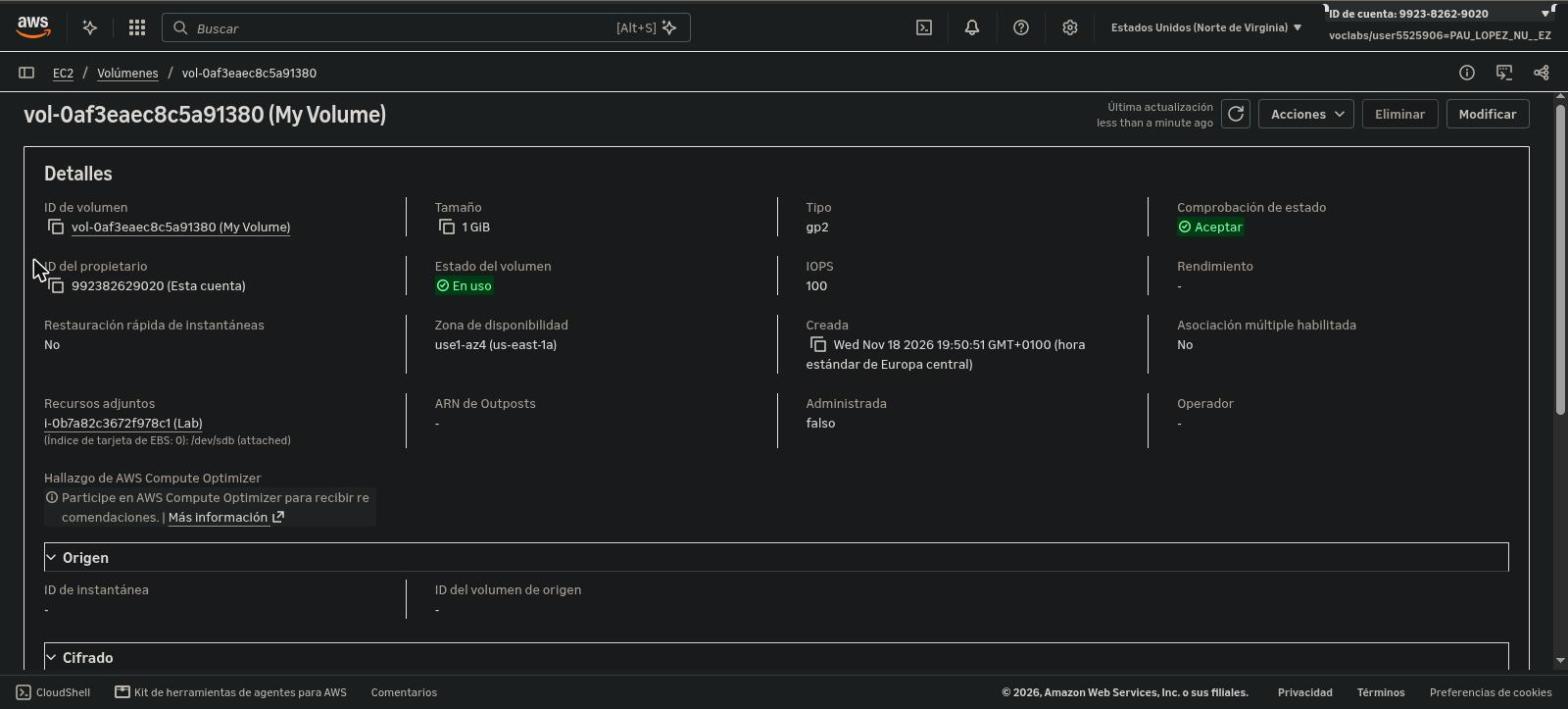 aws
Buscar
[Alt+S]
Estados Unidos (Norte de Virginia)
ID de cuenta: 9923-8262-9020
voclabs/user5525906=PAU_LOPEZ_NU__EZ
EC2 / Volúmenes / vol-0af3eaec8c5a91380
vol-0af3eaec8c5a91380 (My Volume)
Última actualización
less than a minute ago
Acciones
Eliminar
Modificar
Detalles
ID de volumen
vol-0af3eaec8c5a91380 (My Volume)
Tamaño
1 GiB
Tipo
gp2
Comprobación de estado
Aceptar
ID del propietario
992382629020 (Esta cuenta)
Estado del volumen
En uso
IOPS
100
Rendimiento
-
Restauración rápida de instantáneas
No
Zona de disponibilidad
use1-az4 (us-east-1a)
Creada
Wed Nov 18 2026 19:50:51 GMT+0100 (hora
estándar de Europa central)
Asociación múltiple habilitada
No
Recursos adjuntos
i-0b7a82c3672f978c1 (Lab)
(Índice de tarjeta de EBS: 0): /dev/sdb (attached)
ARN de Outposts
-
Administrada
falso
Operador
-
Hallazgo de AWS Compute Optimizer
Participe en AWS Compute Optimizer para recibir re
comendaciones. | Más información
Origen
ID de instantánea
-
ID del volumen de origen
-
Cifrado
CloudShell
Kit de herramientas de agentes para AWS
Comentarios
© 2026, Amazon Web Services, Inc. o sus filiales.
Privacidad
Términos
Preferencias de cookies